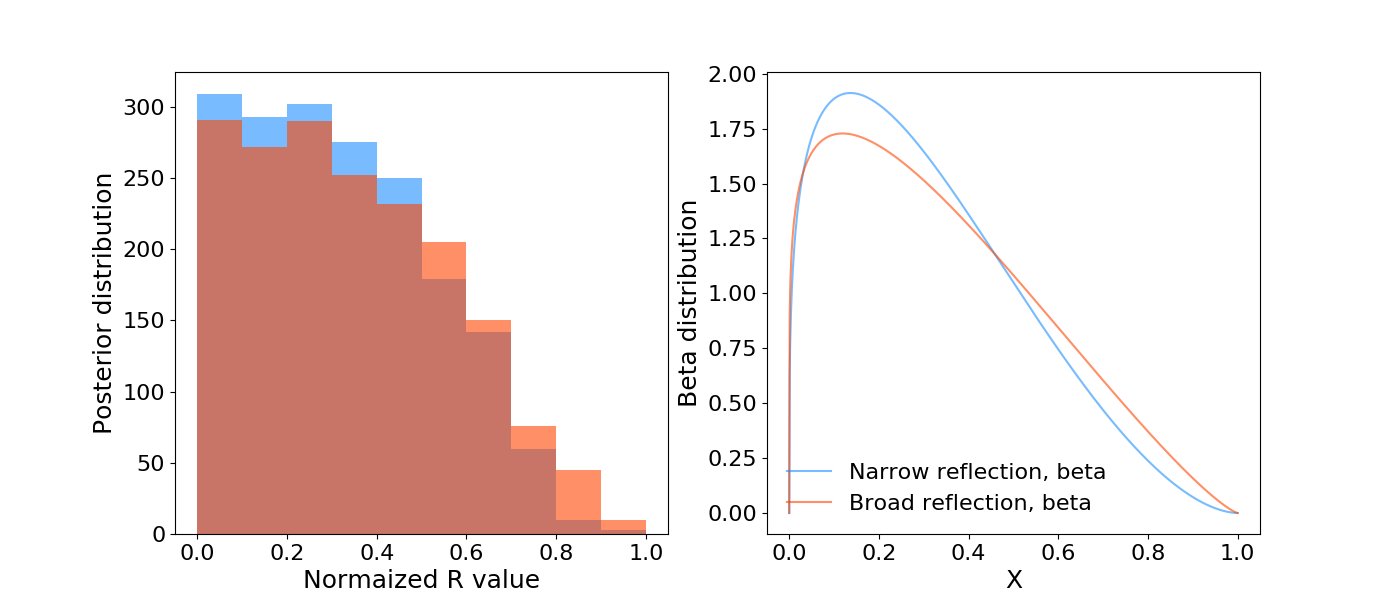 Posterior distribution
300
250
200
150
100
50
0
0.0 0.2 0.4 0.6 0.8 1.0
Normaized R value
Beta distribution
2.00
1.75
1.50
1.25
1.00
0.75
0.50
0.25
0.00
Narrow reflection, beta
Broad reflection, beta
0.0 0.2 0.4 0.6 0.8 1.0
X